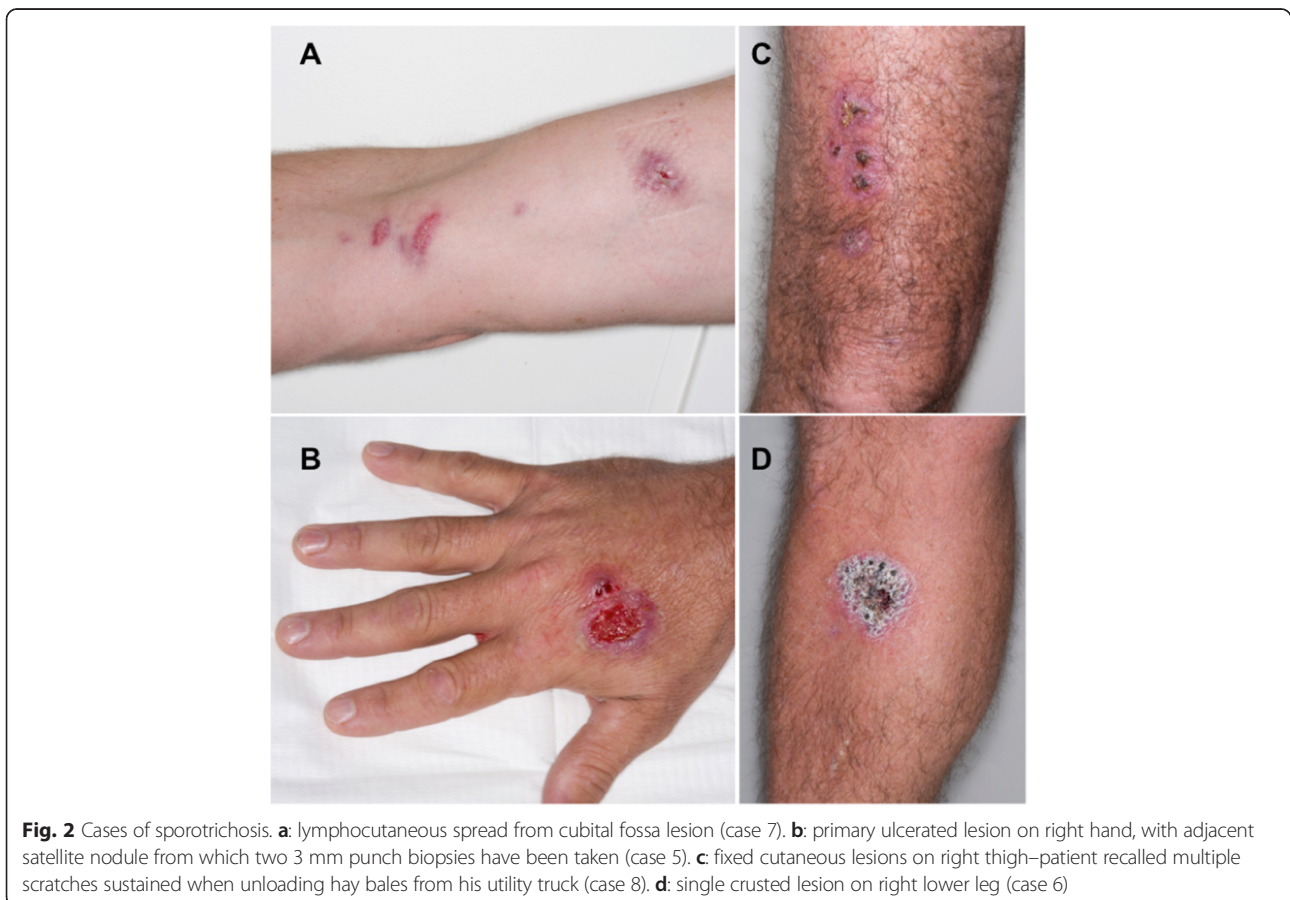 A
C
B
D
Fig. 2 Cases of sporotrichosis. a: lymphocutaneous spread from cubital fossa lesion (case 7). b: primary ulcerated lesion on right hand, with adjacent
satellite nodule from which two 3 mm punch biopsies have been taken (case 5). c: fixed cutaneous lesions on right thigh–patient recalled multiple
scratches sustained when unloading hay bales from his utility truck (case 8). d: single crusted lesion on right lower leg (case 6)